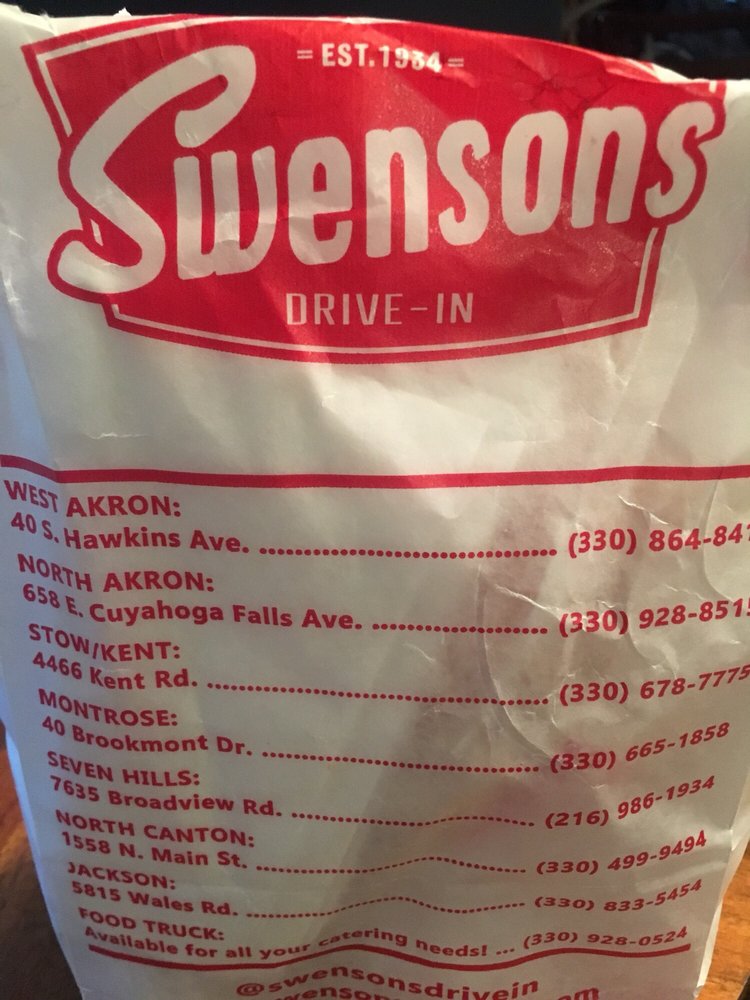 = EST.1934 =
Swensons
DRIVE-IN
WEST AKRON:
40 S. Hawkins Ave. .......... (330) 864-84
NORTH AKRON:
658 E. Cuyahoga Falls Ave. .......... (330) 928-851
STOW/KENT:
4466 Kent Rd. .......... (330) 678-7775
MONTROSE:
40 Brookmont Dr. .......... (330) 665-1858
SEVEN HILLS:
7635 Broadview Rd. .......... (216) 986-1934
NORTH CANTON:
1558 N. Main St. .......... (330) 499-9494
JACKSON:
5815 Wales Rd. .......... (330) 833-5454
FOOD TRUCK:
Available for all your catering needs! ... (330) 928-0524
@swensonsdrivein